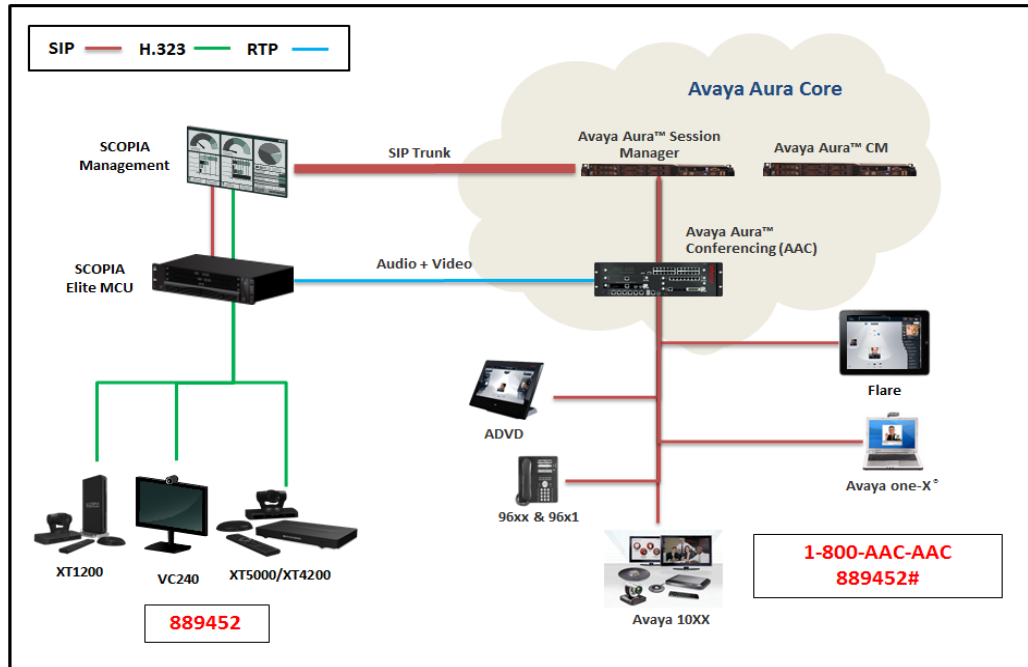 SIP
H.323
RTP
Avaya Aura Core
SCOPIA
Management
SIP Trunk
Avaya Aura™ Session
Manager
Avaya Aura™ CM
Avaya Aura™
Conferencing (AAC)
SCOPIA
Elite MCU
Audio + Video
Flare
ADVD
Avaya one-X®
96xx & 96x1
XT1200
VC240
XT5000/XT4200
1-800-AAC-AAC
889452#
889452
Avaya 10XX